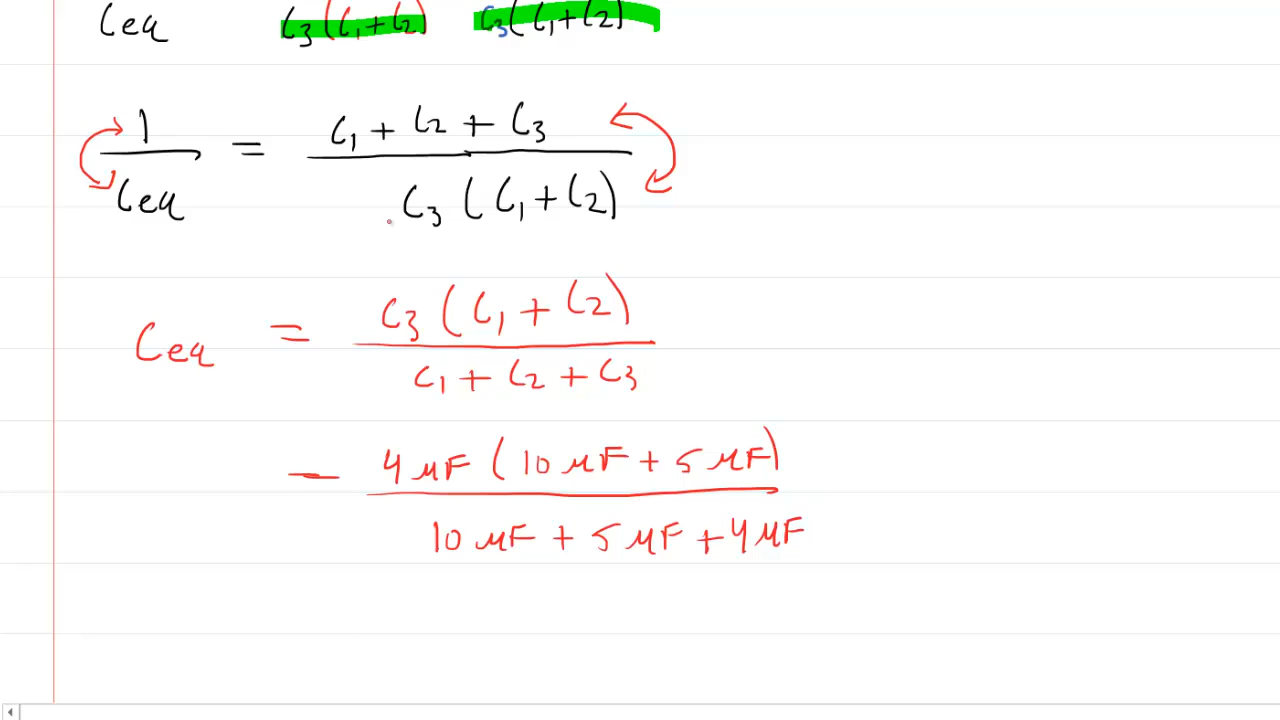 Ceq C3(C1+C2) C3(C1+C2)
1 / Ceq = C1 + C2 + C3 / C3 (C1+C2)
Ceq = C3 (C1 + C2) / C1 + C2 + C3
= 4 μF (10 μF + 5 μF) / 10 μF + 5 μF + 4 μF